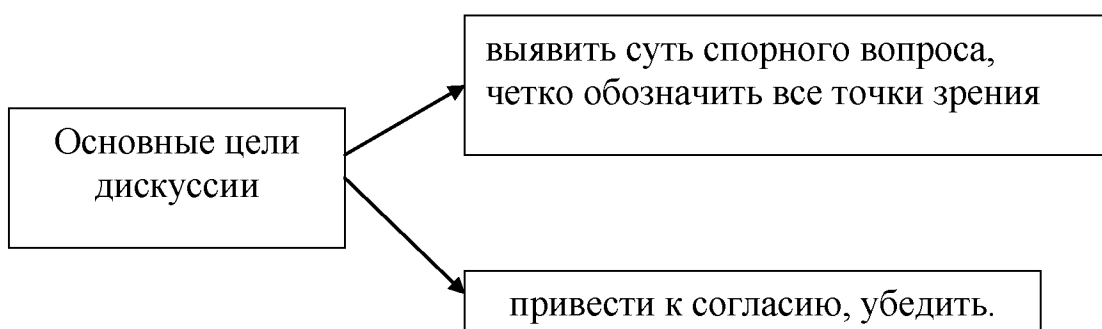 Основные цели
дискуссии
выявить суть спорного вопроса,
четко обозначить все точки зрения
привести к согласию, убедить.